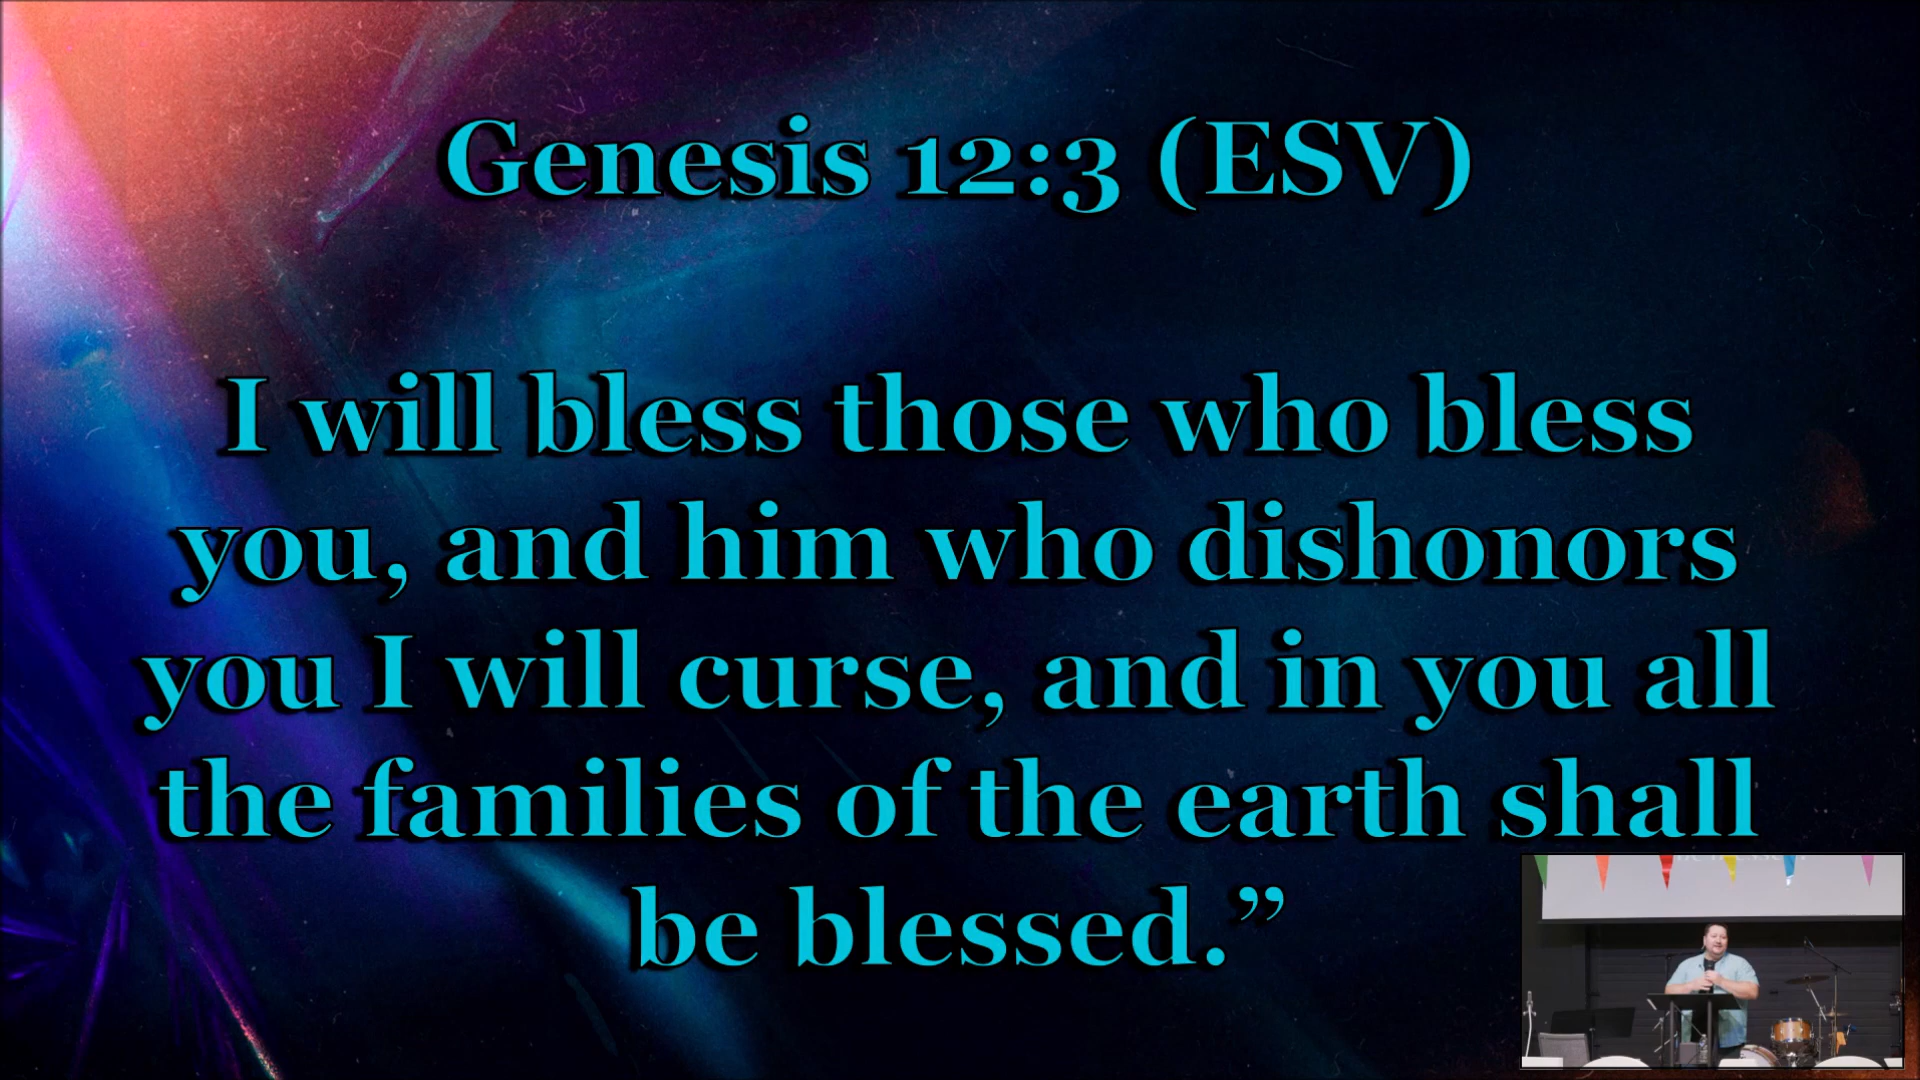 Genesis 12:3 (ESV)
I will bless those who bless
you, and him who dishonors
you I will curse, and in you all
the families of the earth shall
be blessed.”